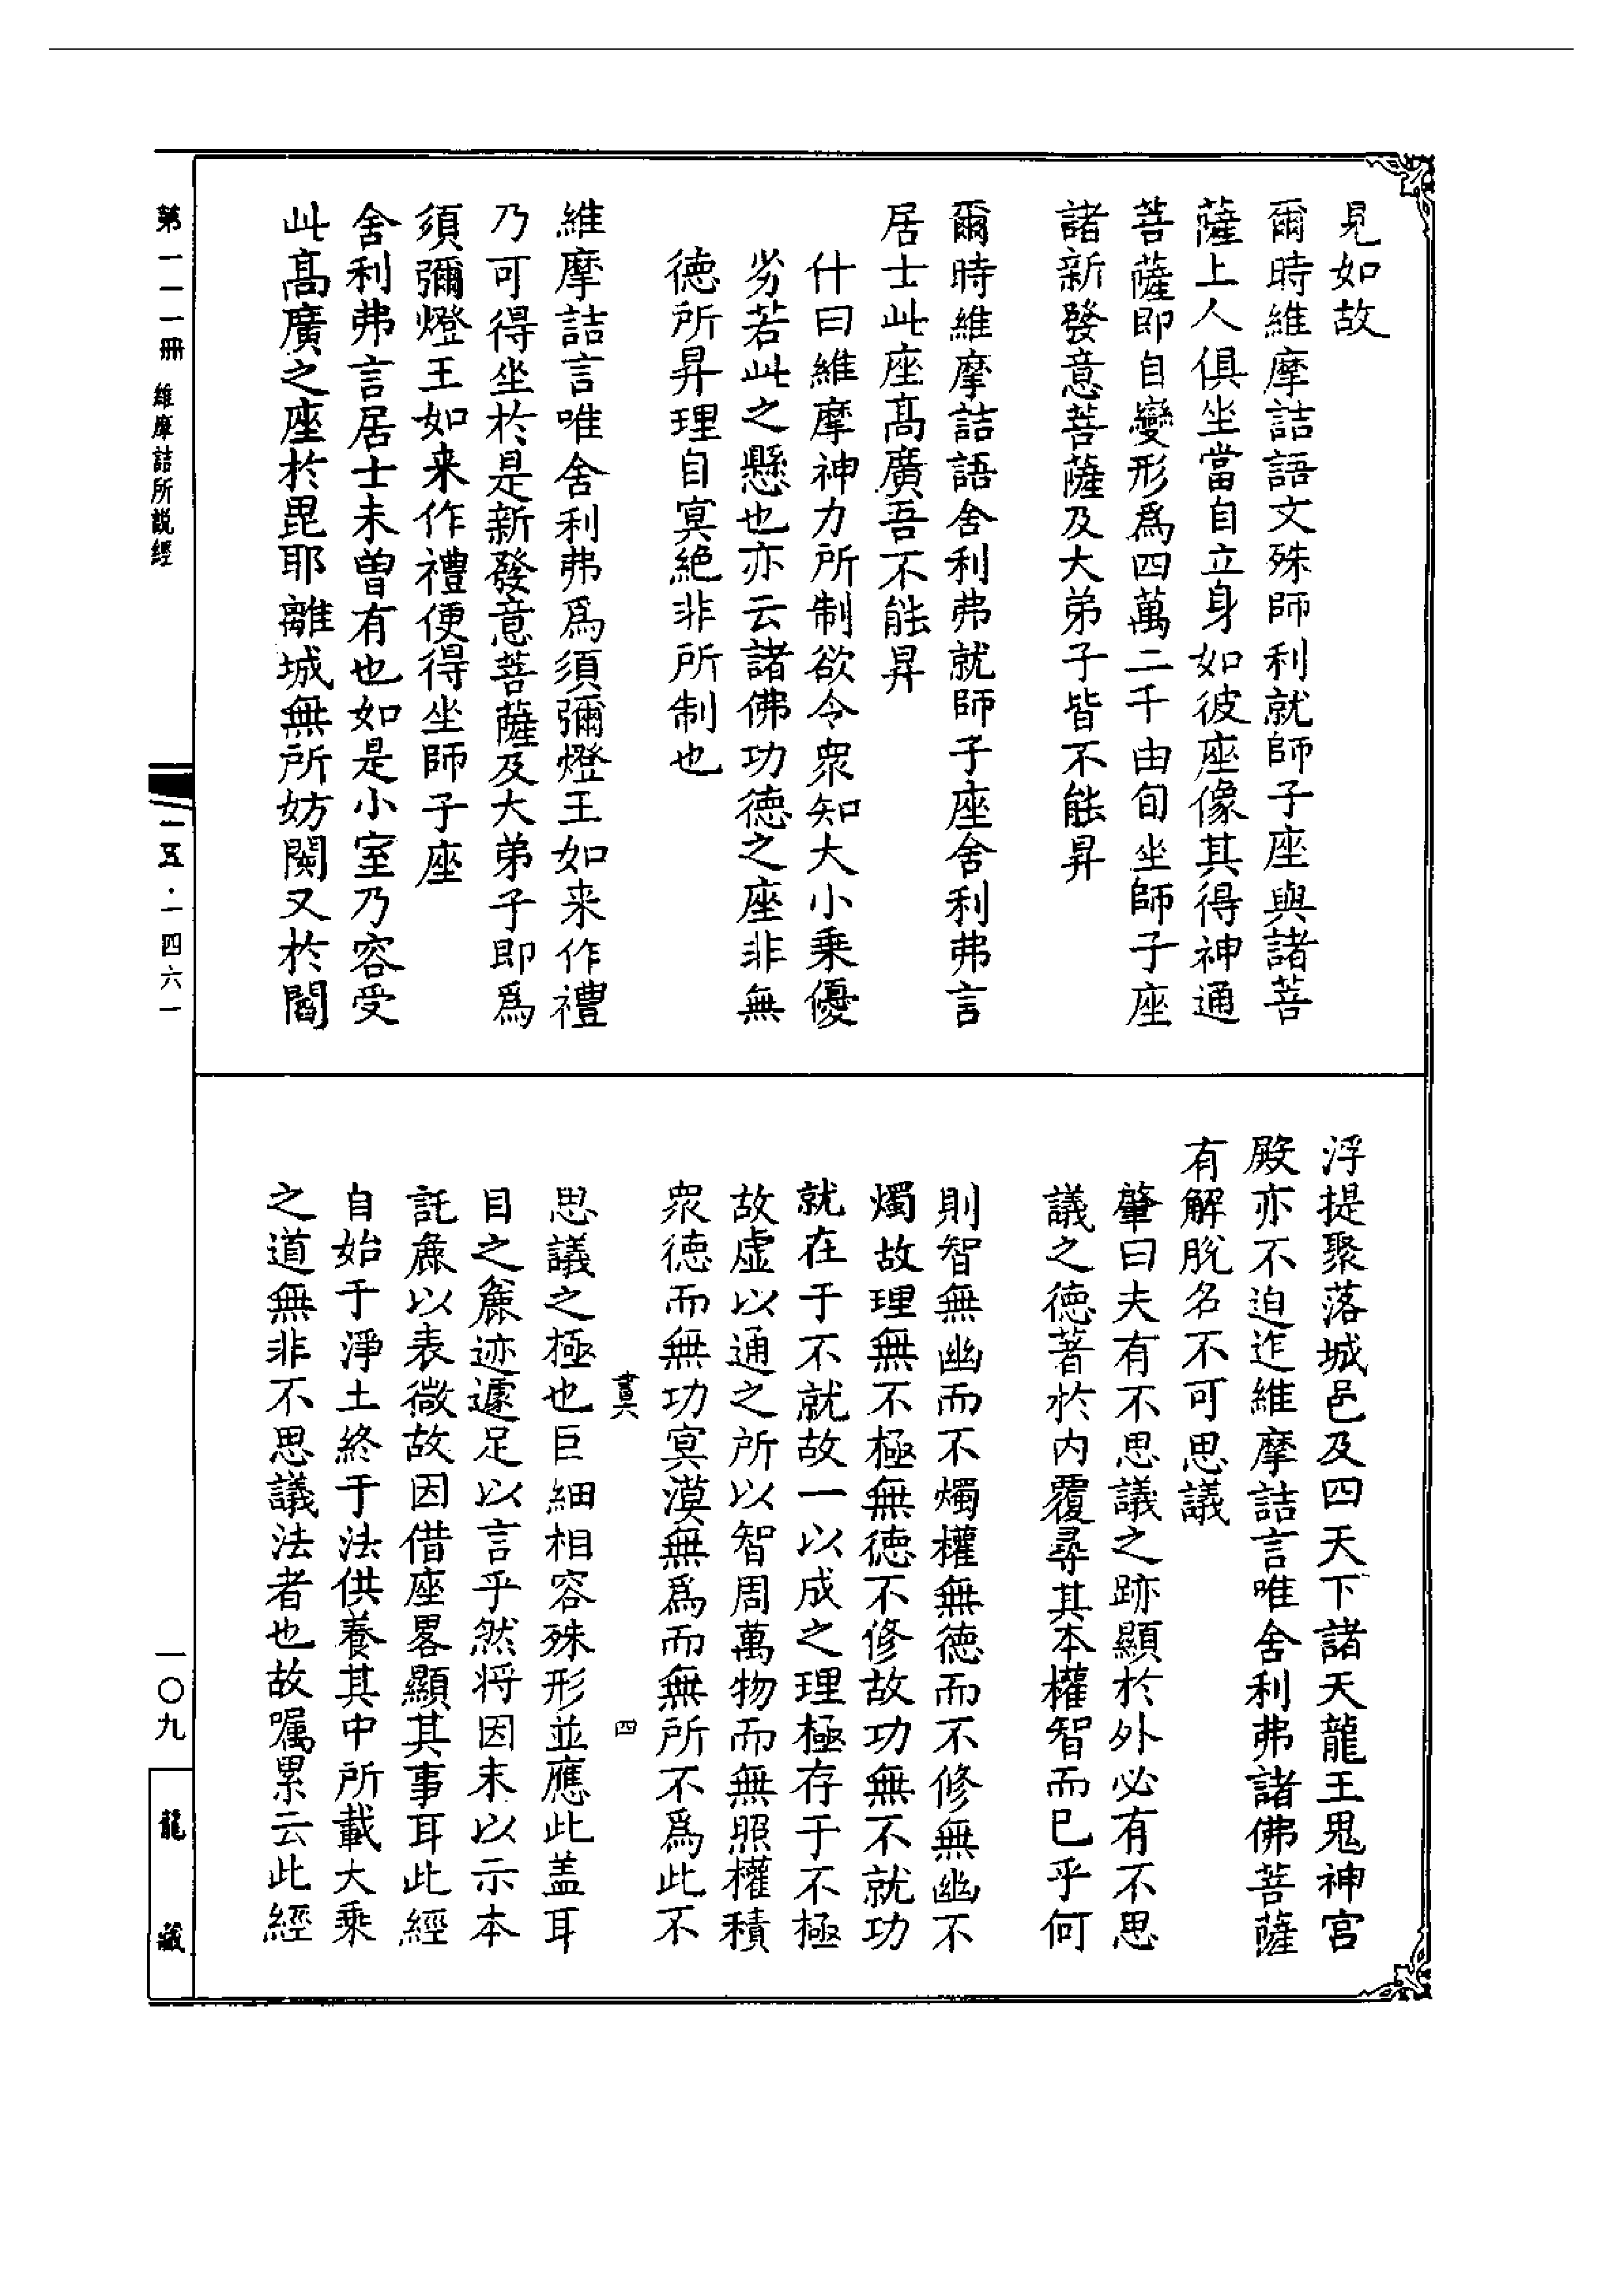 見如故
爾時維摩詰語文殊師利就師子座與諸菩
薩上人俱坐當自立身如彼座像其得神通
菩薩即自變形爲四萬二千由旬坐師子座
諸新發意菩薩及大弟子皆不能昇
爾時維摩詰語舍利弗就師子座舍利弗言
居士此座髙廣吾不能昇
什曰維摩神力所制欲令衆知大小乘優
劣若此之懸也亦云諸佛功德之座非無
德所昇理自冥絶非所制也
維摩詰言唯舍利弗爲須彌燈王如来作禮
乃可得坐於是新發意菩薩及大弟子即爲
須彌燈王如来作禮便得坐師子座
舍利弗言居士未曾有也如是小室乃容受
此髙廣之座於毘耶離城無所妨閡又於閻
浮提聚落城邑及四天下諸天龍王鬼神宫
殿亦不迫迮維摩詰言唯舍利弗諸佛菩薩
有解脫名不可思議
肇曰夫有不思議之跡顯於外必有不思
議之德著於内覆尋其本權智而已乎何
則智無幽而不燭權無德而不修無幽不
燭故理無不極無德不修故功無不就功
就在于不就故一以成之理極存于不極
故虚以通之所以智周萬物而無照權積
衆德而無功冥漠無爲而無所不爲此不
晝六 四
思議之極也巨細相容殊形並應此盖耳
目之麄迹遽足以言乎然将因末以示本
託麄以表微故因借座畧顯其事耳此經
自始于淨土終于法供養其中所載大乘
之道無非不思議法者也故嘱累云此經
第一一一冊 維摩詰所説經
一五·一四六一
一〇九
龍藏